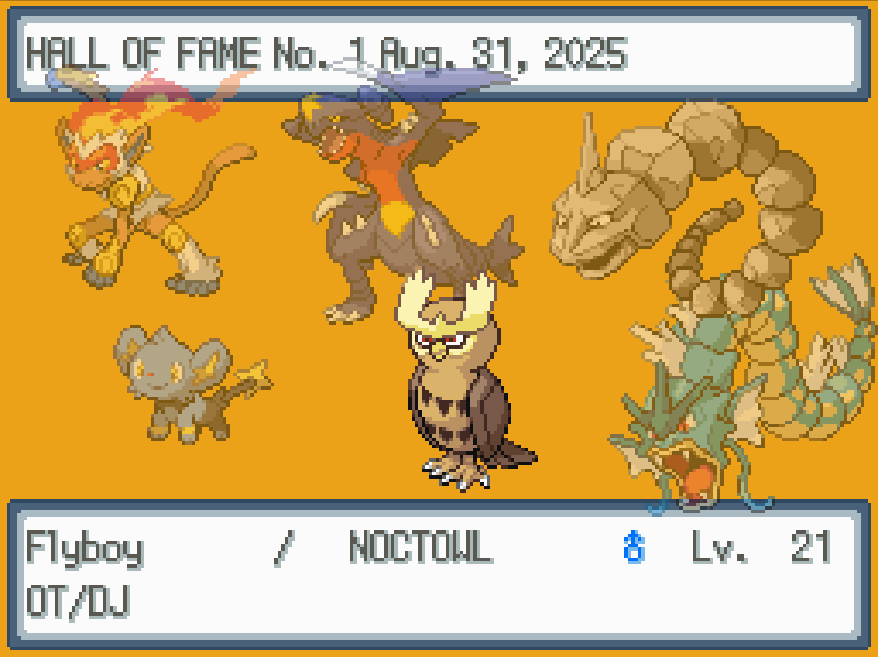 HALL OF FAME No. 1 Aug. 31, 2025
Flyboy / NOCTOWL ♂ Lv. 21
OT/DJ